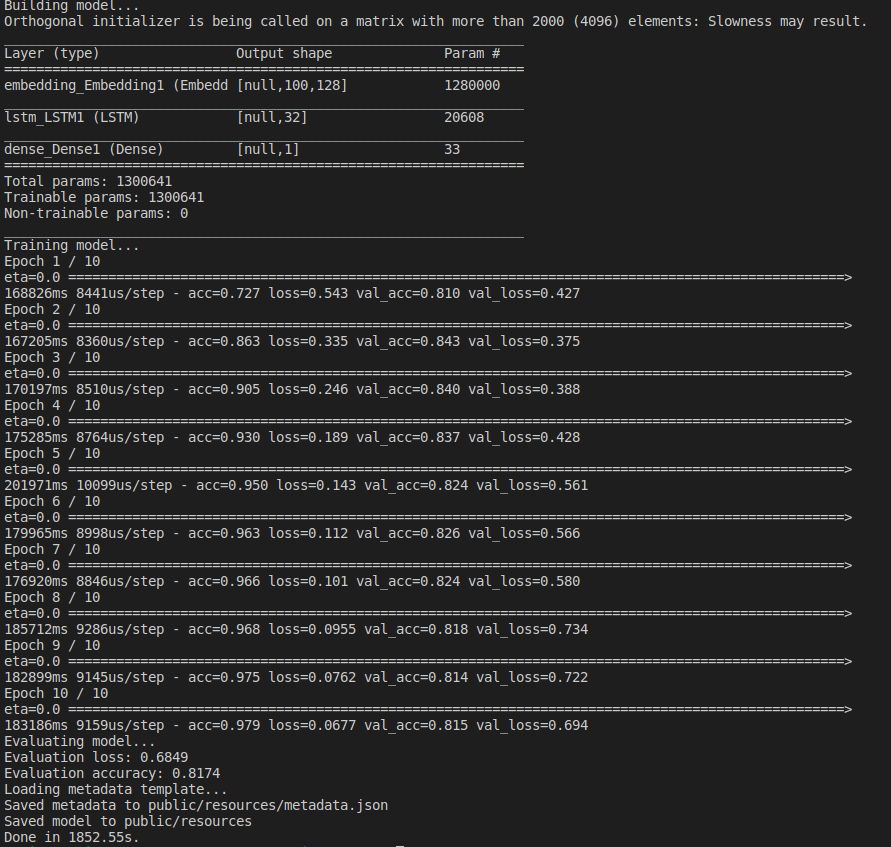 Building model...
Orthogonal initializer is being called on a matrix with more than 2000 (4096) elements: Slowness may result.
_________________________________________________________________
Layer (type)                 Output shape              Param #
=================================================================
embedding_Embedding1 (Embedd [null,100,128]            1280000
_________________________________________________________________
lstm_LSTM1 (LSTM)            [null,32]                 20608
_________________________________________________________________
dense_Dense1 (Dense)         [null,1]                  33
=================================================================
Total params: 1300641
Trainable params: 1300641
Non-trainable params: 0
_________________________________________________________________
Training model...
Epoch 1 / 10
eta=0.0 =================================================================================================>
168826ms 8441us/step - acc=0.727 loss=0.543 val_acc=0.810 val_loss=0.427
Epoch 2 / 10
eta=0.0 =================================================================================================>
167205ms 8360us/step - acc=0.863 loss=0.335 val_acc=0.843 val_loss=0.375
Epoch 3 / 10
eta=0.0 =================================================================================================>
170197ms 8510us/step - acc=0.905 loss=0.246 val_acc=0.840 val_loss=0.388
Epoch 4 / 10
eta=0.0 =================================================================================================>
175285ms 8764us/step - acc=0.930 loss=0.189 val_acc=0.837 val_loss=0.428
Epoch 5 / 10
eta=0.0 =================================================================================================>
201971ms 10099us/step - acc=0.950 loss=0.143 val_acc=0.824 val_loss=0.561
Epoch 6 / 10
eta=0.0 =================================================================================================>
179965ms 8998us/step - acc=0.963 loss=0.112 val_acc=0.826 val_loss=0.566
Epoch 7 / 10
eta=0.0 =================================================================================================>
176920ms 8846us/step - acc=0.966 loss=0.101 val_acc=0.824 val_loss=0.580
Epoch 8 / 10
eta=0.0 =================================================================================================>
185712ms 9286us/step - acc=0.968 loss=0.0955 val_acc=0.818 val_loss=0.734
Epoch 9 / 10
eta=0.0 =================================================================================================>
182899ms 9145us/step - acc=0.975 loss=0.0762 val_acc=0.814 val_loss=0.722
Epoch 10 / 10
eta=0.0 =================================================================================================>
183186ms 9159us/step - acc=0.979 loss=0.0677 val_acc=0.815 val_loss=0.694
Evaluating model...
Evaluation loss: 0.6849
Evaluation accuracy: 0.8174
Loading metadata template...
Saved metadata to public/resources/metadata.json
Saved model to public/resources
Done in 1852.55s.